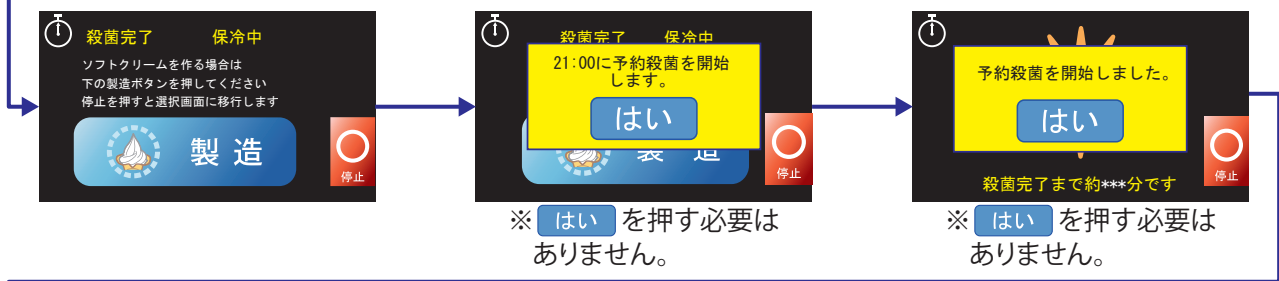 殺菌完了 保冷中
ソフトクリームを作る場合は
下の製造ボタンを押してください
停止を押すと選択画面に移行します
製造
停止
殺菌完了 保冷中
21:00に予約殺菌を開始
します。
はい
製造
停止
※ はい を押す必要は
ありません。
予約殺菌を開始しました。
はい
停止
殺菌完了まで約***分です
※ はい を押す必要は
ありません。